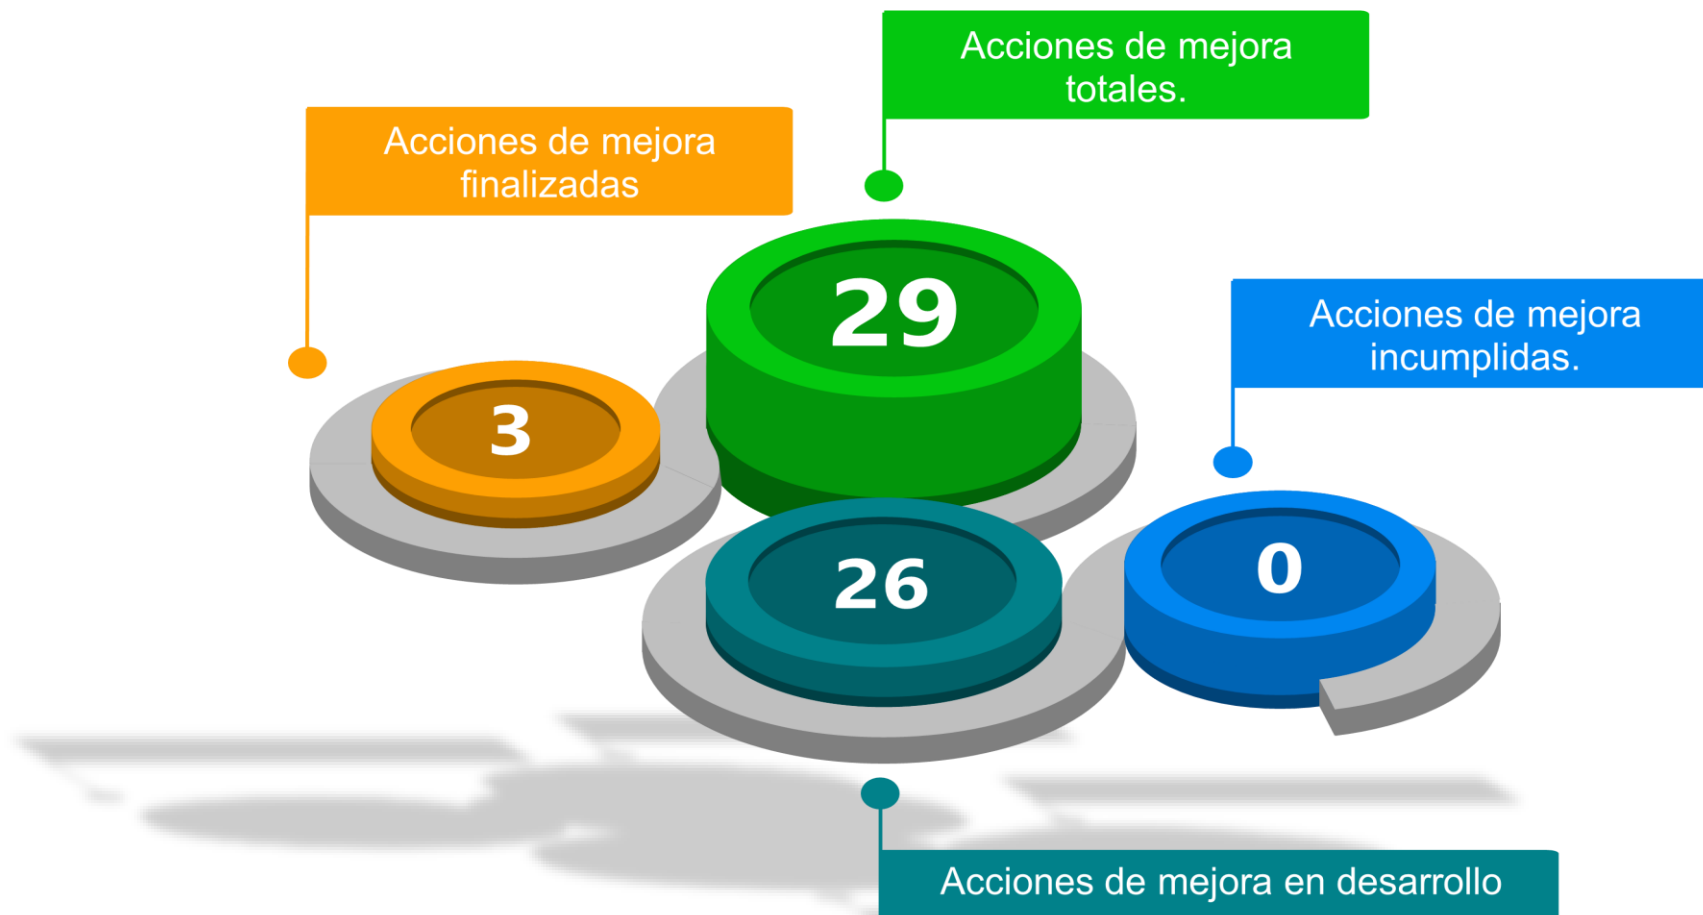 Acciones de mejora
totales.
Acciones de mejora
finalizadas
29
Acciones de mejora
incumplidas.
3
0
26
Acciones de mejora en desarrollo